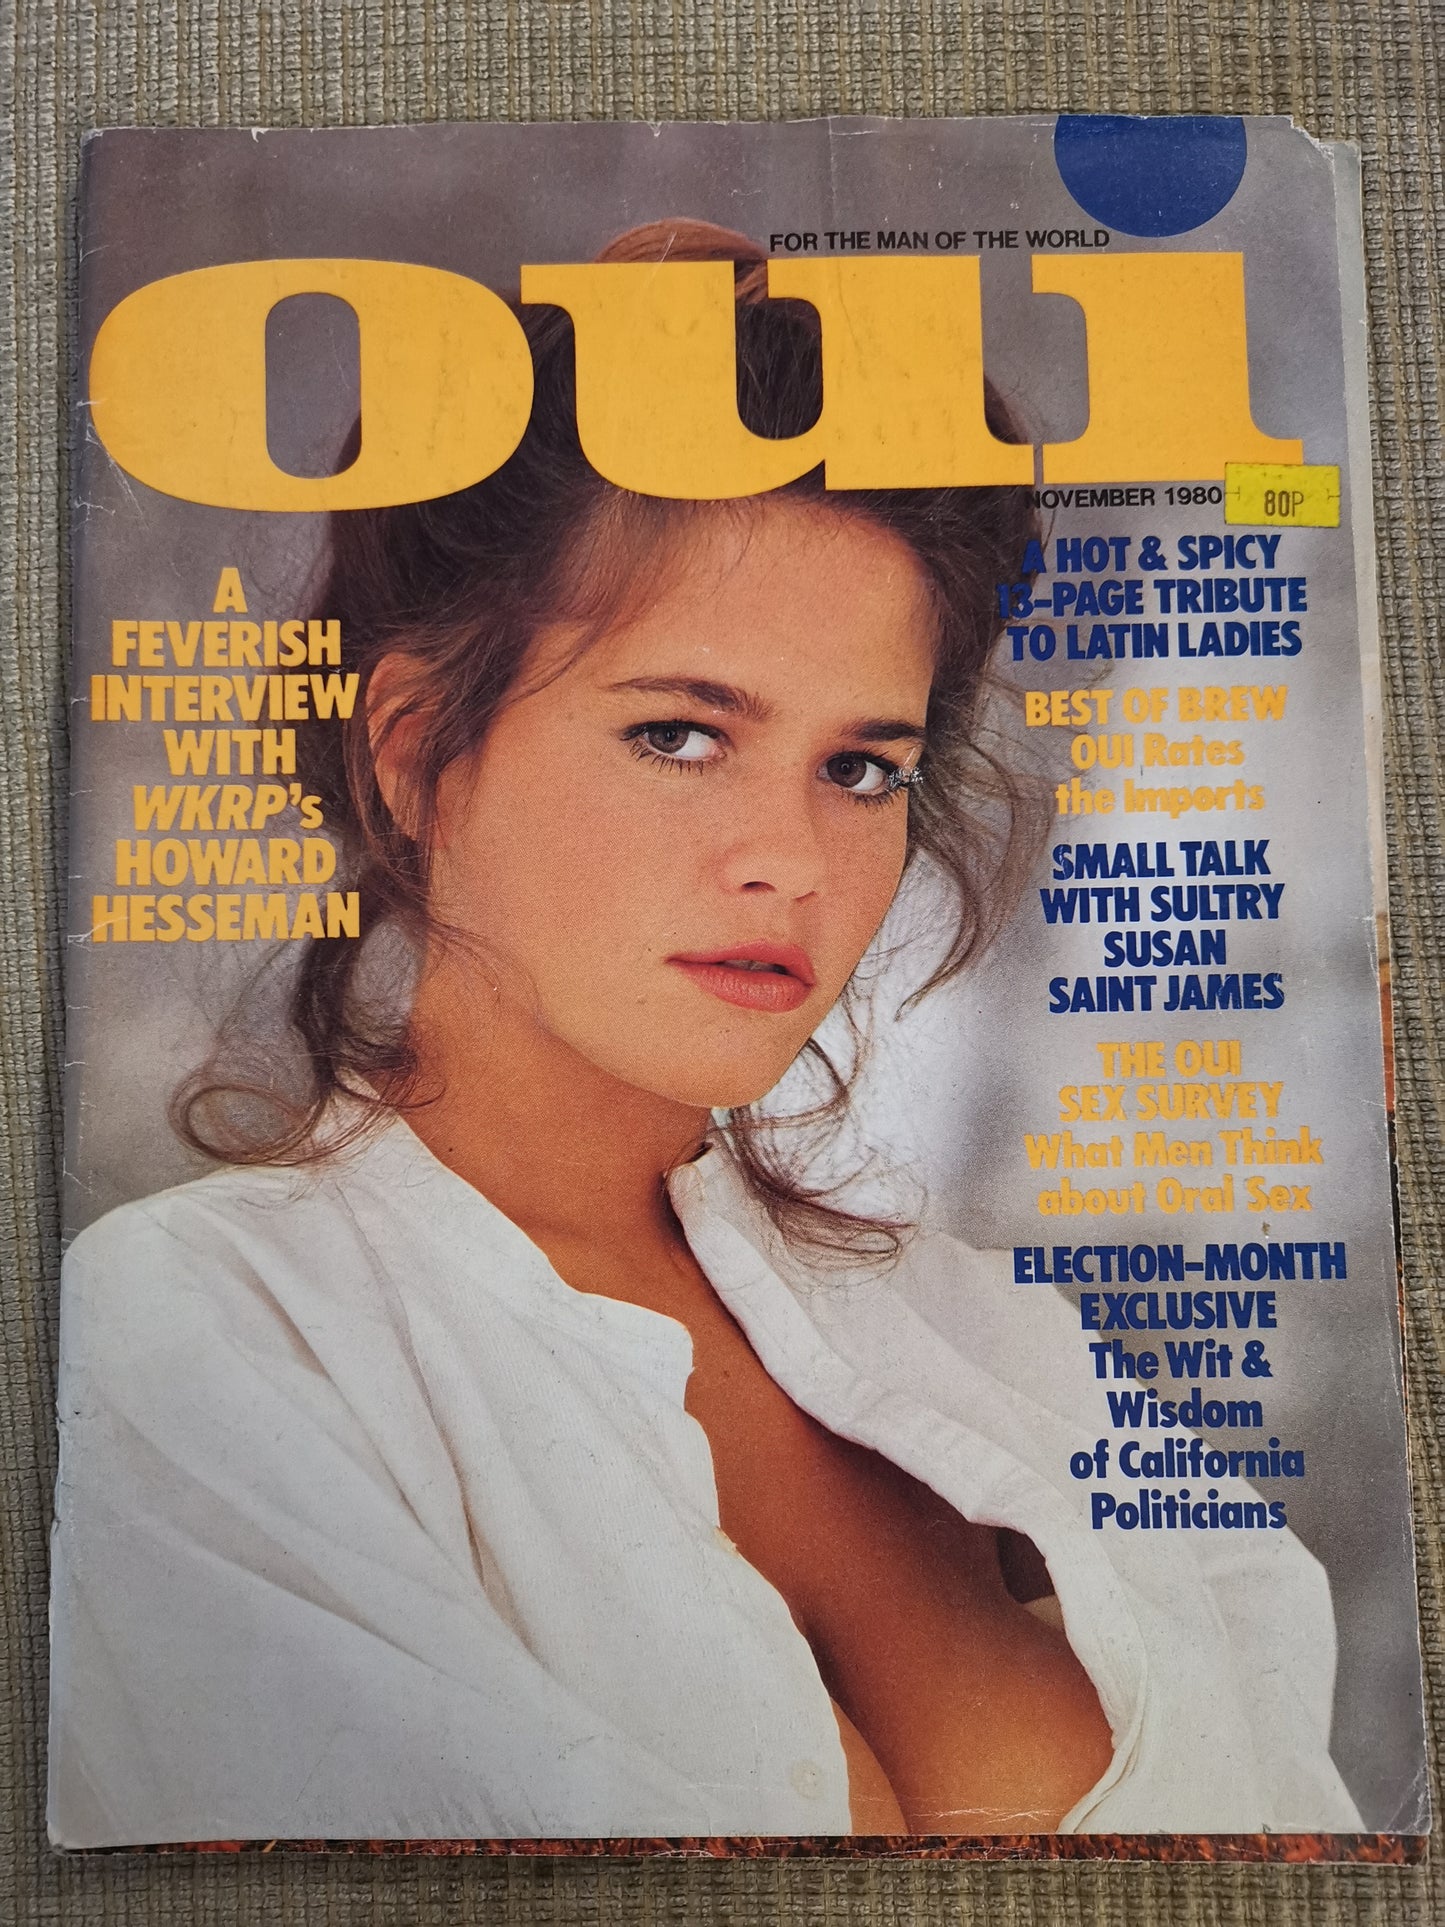 FOR THE MAN OF THE WORLD
oui
NOVEMBER 1980
80P
A
FEVERISH
INTERVIEW
WITH
WKRP's
HOWARD
HESSEMAN
A HOT & SPICY
13-PAGE TRIBUTE
TO LATIN LADIES
BEST OF BREW
OUI Rates
the Imports
SMALL TALK
WITH SULTRY
SUSAN
SAINT JAMES
THE OUI
SEX SURVEY
What Men Think
about Oral Sex
ELECTION-MONTH
EXCLUSIVE
The Wit &
Wisdom
of California
Politicians